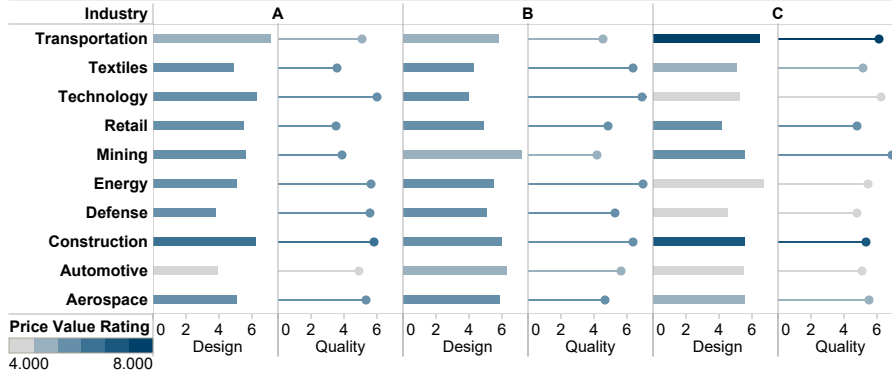 Industry A B C
Transportation
Textiles
Technology
Retail
Mining
Energy
Defense
Construction
Automotive
Aerospace
Price Value Rating 0 2 4 6 0 2 4 6 0 2 4 6 0 2 4 6 0 2 4 6 0 2 4 6
4.000 8.000 Design Quality Design Quality Design Quality